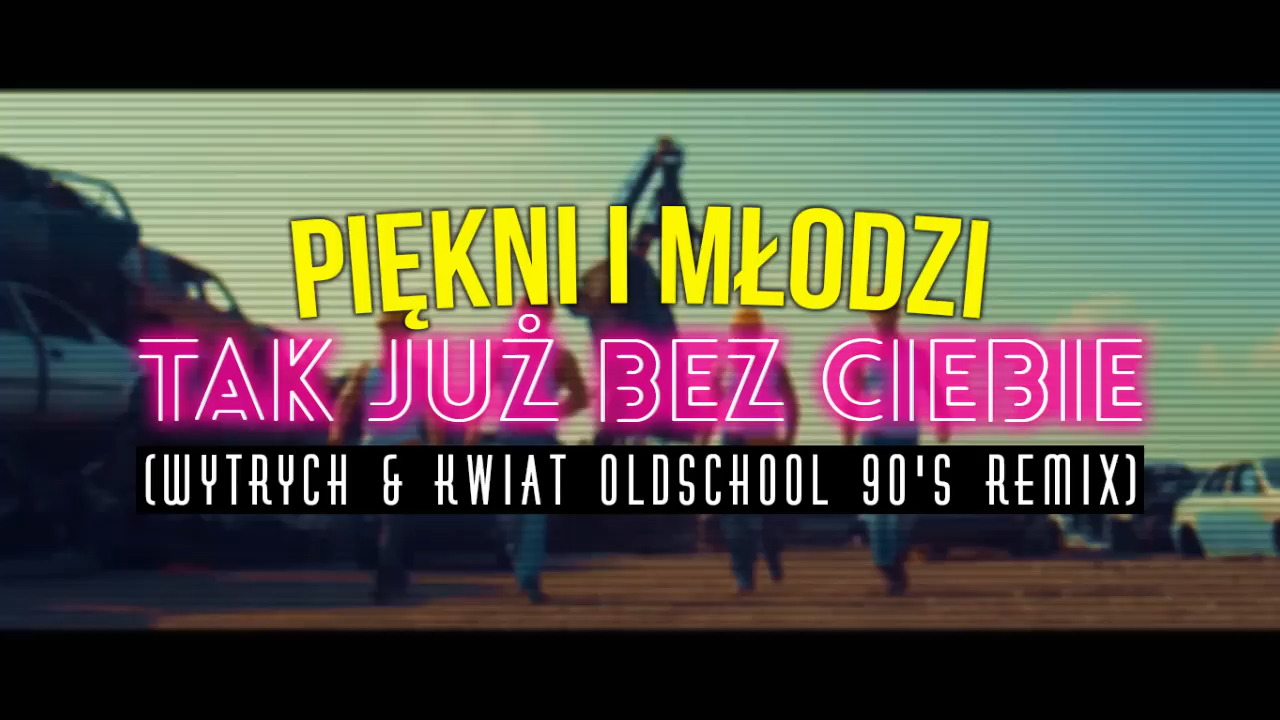 PIĘKNI I MŁODZI
TAK JUŻ BEZ CIEBIE
(WYTRYCH & KWIAT OLDSCHOOL 90'S REMIX)